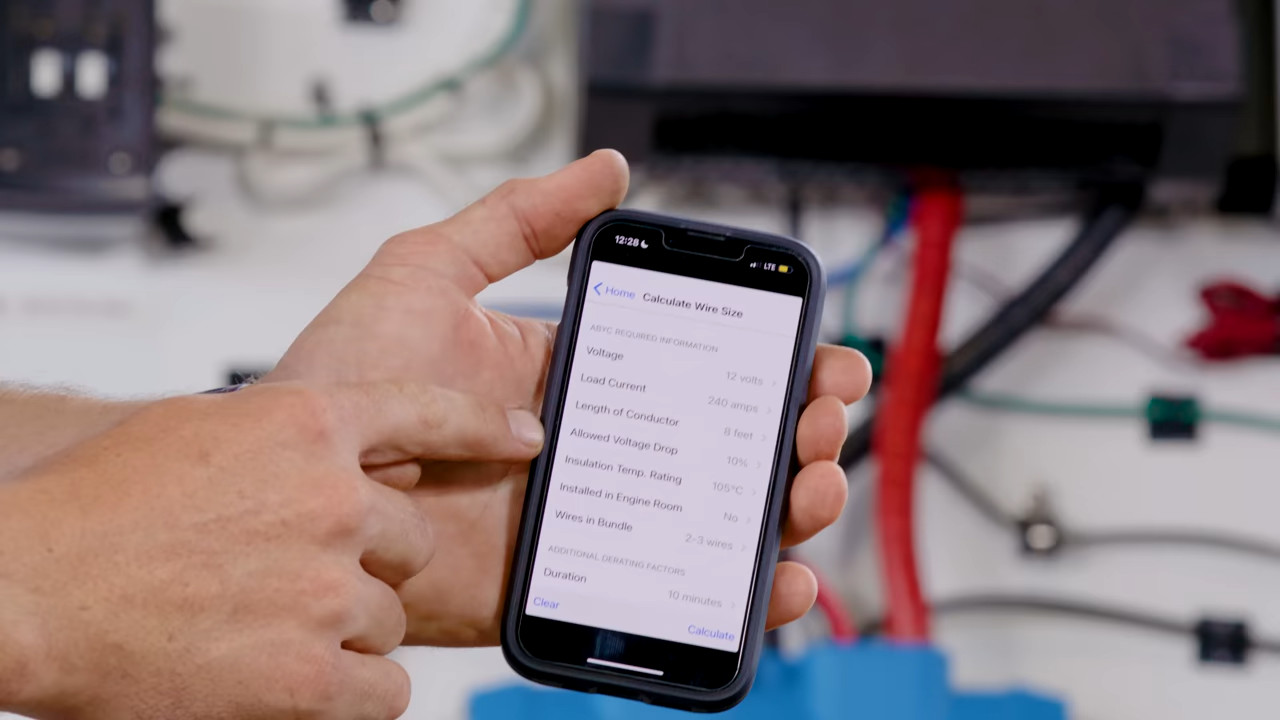 12:28 LTE
Home Calculate Wire Size
ABYC REQUIRED INFORMATION
Voltage 12 volts
Load Current 240 amps
Length of Conductor 8 feet
Allowed Voltage Drop 10%
Insulation Temp. Rating 105°C
Installed in Engine Room No
Wires in Bundle 2-3 wires
ADDITIONAL DERATING FACTORS
Duration 10 minutes
Clear Calculate